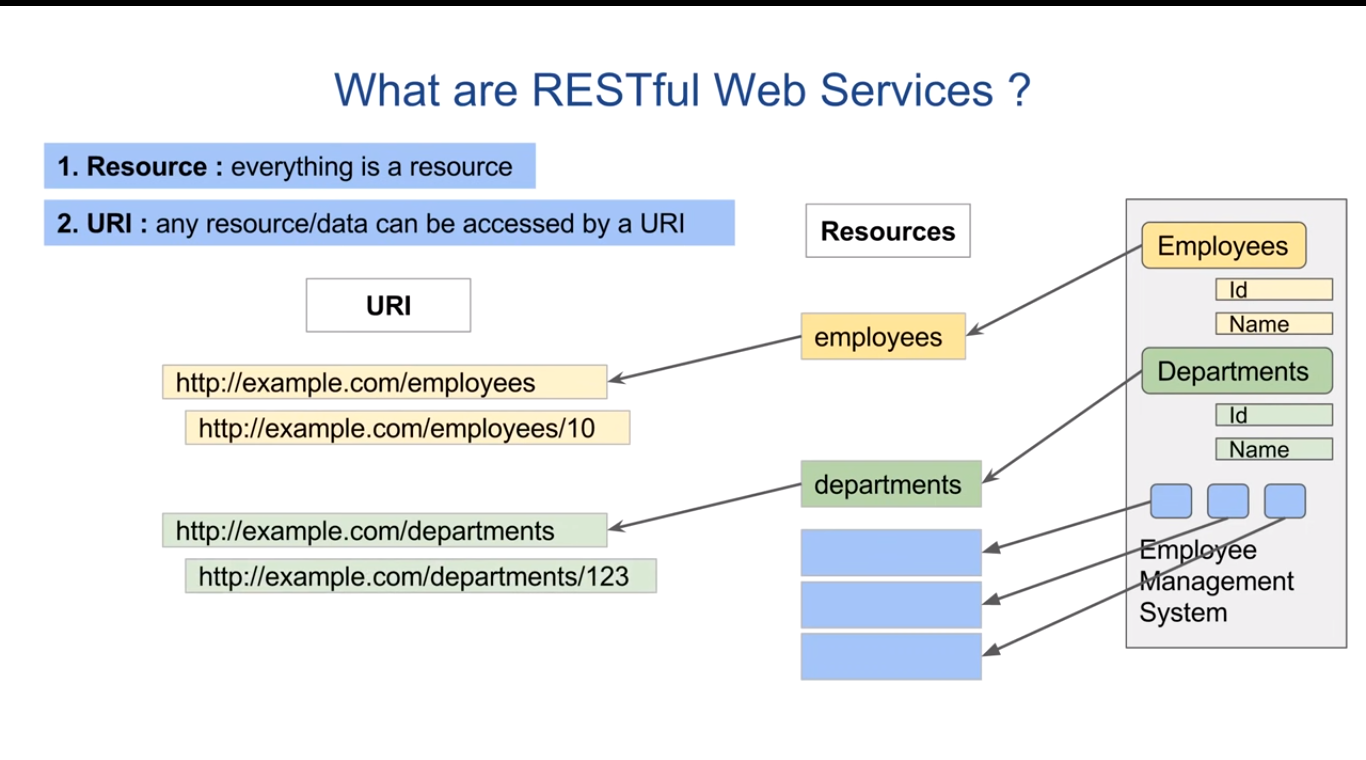 What are RESTful Web Services ?
1. Resource : everything is a resource
2. URI : any resource/data can be accessed by a URI
URI
http://example.com/employees
http://example.com/employees/10
http://example.com/departments
http://example.com/departments/123
Resources
employees
departments
Employees
Id
Name
Departments
Id
Name
Employee
Management
System